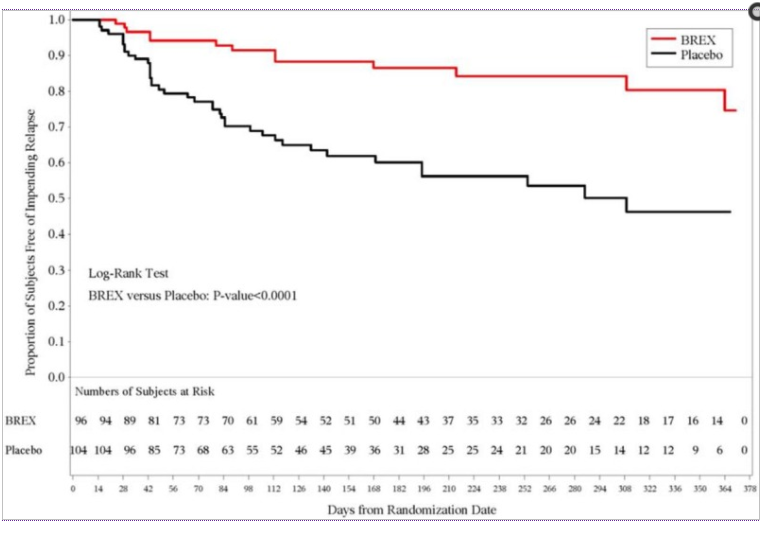 1.0
BREX
Placebo
0.9
0.8
0.7
0.6
0.5
0.4
0.3
0.2
0.1
0.0
Proportion of Subjects Free of Impending Relapse
Log-Rank Test
BREX versus Placebo: P-value<0.0001
Numbers of Subjects at Risk
BREX 96 94 89 81 73 73 70 61 59 54 52 51 50 44 43 37 35 33 32 26 26 24 22 18 17 16 14 0
Placebo 104 104 96 85 73 68 63 55 52 46 45 39 36 31 28 25 25 24 21 20 20 15 14 12 12 9 6 0
0 14 28 42 56 70 84 98 112 126 140 154 168 182 196 210 224 238 252 266 280 294 308 322 336 350 364 378
Days from Randomization Date